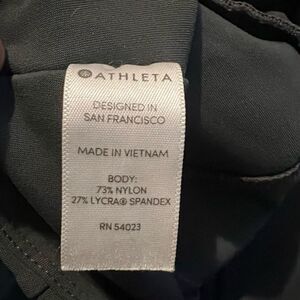 ATHLETA
DESIGNED IN
SAN FRANCISCO
MADE IN VIETNAM
BODY:
73% NYLON
27% LYCRA® SPANDEX
RN 54023